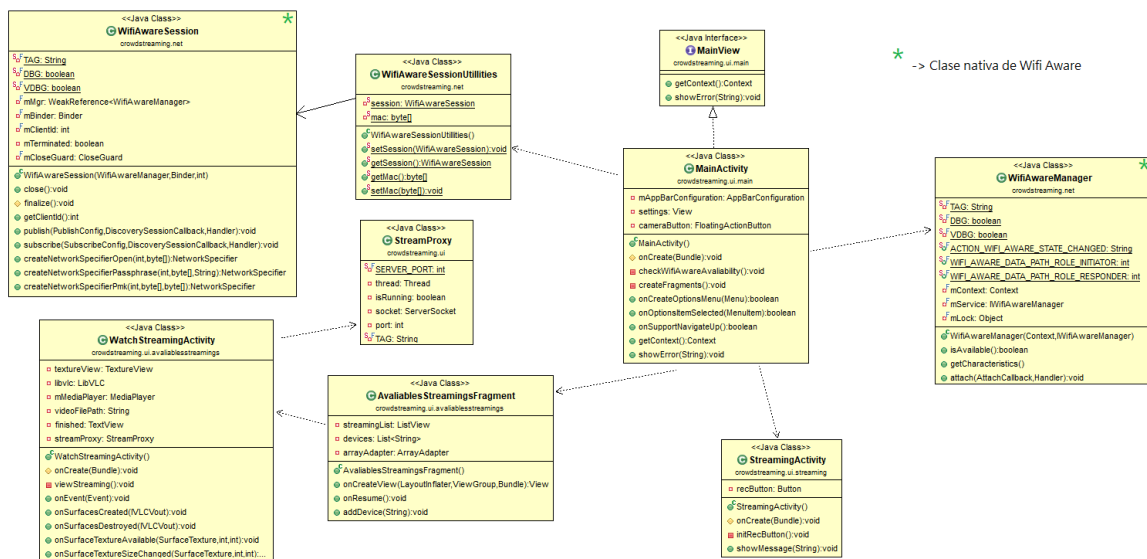 <<Java Class>>
WifiAwareSession
crowdstreaming.net
TAG: String
DBG: boolean
VDBG: boolean
mMgr: WeakReference<WifiAwareManager>
mBinder: Binder
mClientId: int
mTerminated: boolean
mCloseGuard: CloseGuard
WifiAwareSession(WifiAwareManager,Binder,int)
close():void
finalize():void
getClientId():int
publish(PublishConfig,DiscoverySessionCallback,Handler):void
subscribe(SubscribeConfig,DiscoverySessionCallback,Handler):void
createNetworkSpecifierOpen(int,byte[]):NetworkSpecifier
createNetworkSpecifierPassphrase(int,byte[],String):NetworkSpecifier
createNetworkSpecifierPmk(int,byte[],byte[]):NetworkSpecifier
<<Java Class>>
WifiAwareSessionUtillities
crowdstreaming.net
session: WifiAwareSession
mac: byte[]
WifiAwareSessionUtillities()
setSession(WifiAwareSession):void
getSession():WifiAwareSession
getMac():byte[]
setMac(byte[]):void
<<Java Interface>>
MainView
crowdstreaming.ui.main
getContext():Context
showError(String):void
* -> Clase nativa de Wifi Aware
<<Java Class>>
MainActivity
crowdstreaming.ui.main
mAppBarConfiguration: AppBarConfiguration
settings: View
cameraButton: FloatingActionButton
MainActivity()
onCreate(Bundle):void
checkWifiAwareAvaliability():void
createFragments():void
onCreateOptionsMenu(Menu):boolean
onOptionsItemSelected(MenuItem):boolean
onSupportNavigateUp():boolean
getContext():Context
showError(String):void
<<Java Class>>
WifiAwareManager
crowdstreaming.net
TAG: String
DBG: boolean
VDBG: boolean
ACTION_WIFI_AWARE_STATE_CHANGED: String
WIFI_AWARE_DATA_PATH_ROLE_INITIATOR: int
WIFI_AWARE_DATA_PATH_ROLE_RESPONDER: int
mContext: Context
mService: IWifiAwareManager
mLock: Object
WifiAwareManager(Context,IWifiAwareManager)
isAvailable():boolean
getCharacteristics()
attach(AttachCallback,Handler):void
<<Java Class>>
StreamProxy
crowdstreaming.ui
SERVER_PORT: int
thread: Thread
isRunning: boolean
socket: ServerSocket
port: int
TAG: String
<<Java Class>>
WatchStreamingActivity
crowdstreaming.ui.avaliablesstreamings
textureView: TextureView
libvlc: LibVLC
mMediaPlayer: MediaPlayer
videoFilePath: String
finished: TextView
streamProxy: StreamProxy
WatchStreamingActivity()
onCreate(Bundle):void
viewStreaming():void
onEvent(Event):void
onSurfacesCreated(IVLCVout):void
onSurfacesDestroyed(IVLCVout):void
onSurfaceTextureAvailable(SurfaceTexture,int,int):void
onSurfaceTextureSizeChanged(SurfaceTexture,int,int):...
<<Java Class>>
AvaliablesStreamingsFragment
crowdstreaming.ui.avaliablesstreamings
streamingList: ListView
devices: List<String>
arrayAdapter: ArrayAdapter
AvaliablesStreamingsFragment()
onCreateView(LayoutInflater,ViewGroup,Bundle):View
onResume():void
addDevice(String):void
<<Java Class>>
StreamingActivity
crowdstreaming.ui.streaming
recButton: Button
StreamingActivity()
onCreate(Bundle):void
initRecButton():void
showMessage(String):void